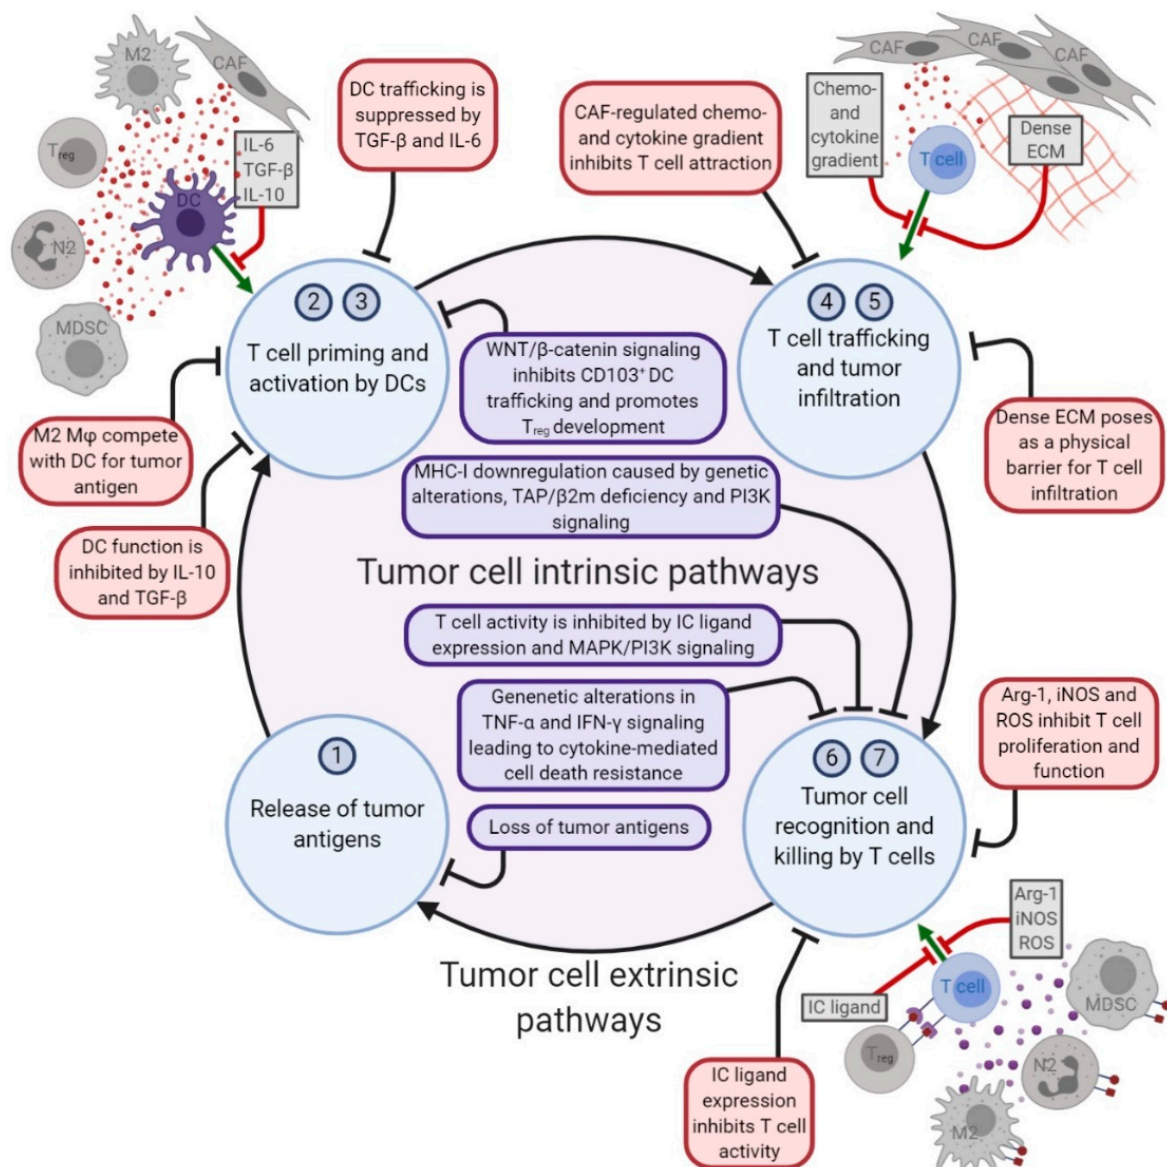 M2
CAF
Treg
IL-6
TGF-β
IL-10
DC
N2
MDSC
DC trafficking is
suppressed by
TGF-β and IL-6
CAF-regulated chemo-
and cytokine gradient
inhibits T cell attraction
CAF
CAF
CAF
Chemo-
and
cytokine
gradient
T cell
Dense
ECM
2 3
T cell priming and
activation by DCs
4 5
T cell trafficking
and tumor
infiltration
WNT/β-catenin signaling
inhibits CD103⁺ DC
trafficking and promotes
Treg development
M2 Mφ compete
with DC for tumor
antigen
Dense ECM poses
as a physical
barrier for T cell
infiltration
MHC-I downregulation caused by genetic
alterations, TAP/β2m deficiency and PI3K
signaling
DC function is
inhibited by IL-10
and TGF-β
Tumor cell intrinsic pathways
T cell activity is inhibited by IC ligand
expression and MAPK/PI3K signaling
Genenetic alterations in
TNF-α and IFN-γ signaling
leading to cytokine-mediated
cell death resistance
Arg-1, iNOS and
ROS inhibit T cell
proliferation and
function
1
Release of tumor
antigens
6 7
Tumor cell
recognition and
killing by T cells
Loss of tumor antigens
Tumor cell extrinsic
pathways
Arg-1
iNOS
ROS
T cell
IC ligand
MDSC
Treg
N2
M2
IC ligand
expression
inhibits T cell
activity